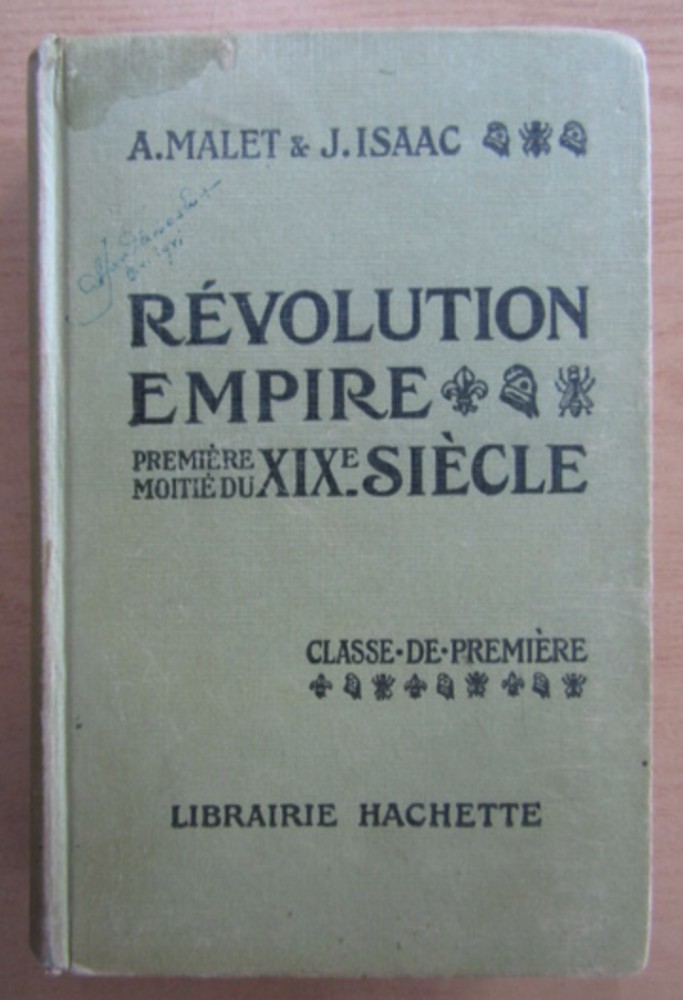 A. MALET & J. ISAAC
RÉVOLUTION
EMPIRE
PREMIÈRE
MOITIÉ DU XIXE SIÈCLE
CLASSE·DE·PREMIÈRE
LIBRAIRIE HACHETTE